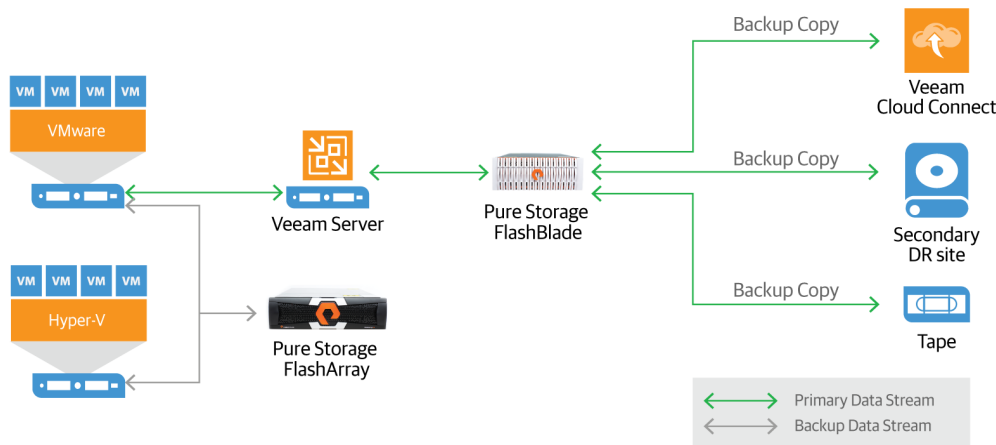 Backup Copy
Veeam
Cloud Connect
VM VM VM VM
VMware
Veeam Server
Backup Copy
Pure Storage
FlashBlade
Secondary
DR site
VM VM VM VM
Hyper-V
Backup Copy
Pure Storage
FlashArray
Tape
Primary Data Stream
Backup Data Stream